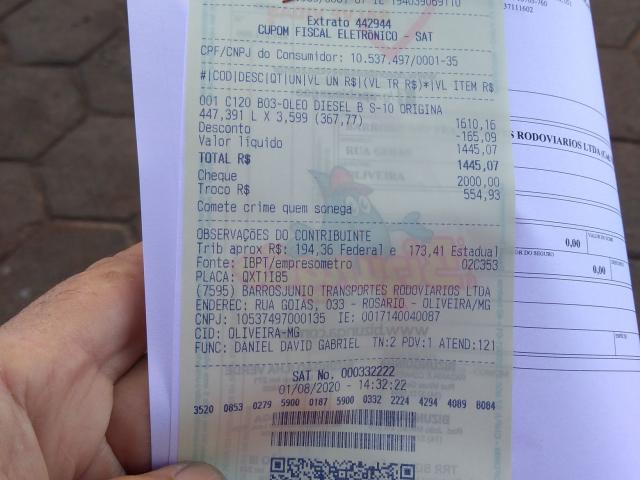 Extrato 442944
CUPOM FISCAL ELETRÔNICO - SAT
CPF/CNPJ do Consumidor: 10.537.497/0001-35
#|COD|DESC|QT|UN|VL UN R$|(VL TR R$)*|VL ITEM R$
001 C120 B03-OLEO DIESEL B S-10 ORIGINA
447,391 L X 3,599 (367,77) 1610,16
Desconto -165,09
Valor líquido 1445,07
TOTAL R$ 1445,07
Cheque 2000,00
Troco R$ 554,93
Comete crime quem sonega
OBSERVAÇÕES DO CONTRIBUINTE
Trib aprox R$: 194,36 Federal e 173,41 Estadual
Fonte: IBPT/empresometro 02C353
PLACA: QXT1I85
(7595) BARROSJUNIO TRANSPORTES RODOVIARIOS LTDA
ENDEREC: RUA GOIAS, 033 - ROSARIO - OLIVEIRA/MG
CNPJ: 10537497000135 IE: 0017140040087
CID: OLIVEIRA-MG
FUNC: DANIEL DAVID GABRIEL TN:2 PDV:1 ATEND:121
SAT No. 000332222
01/08/2020 - 14:32:22
3520 0853 0279 5900 0187 5900 0332 2224 4294 4089 8084
37111602
S RODOVIARIOS LTDA
0,00
0,00